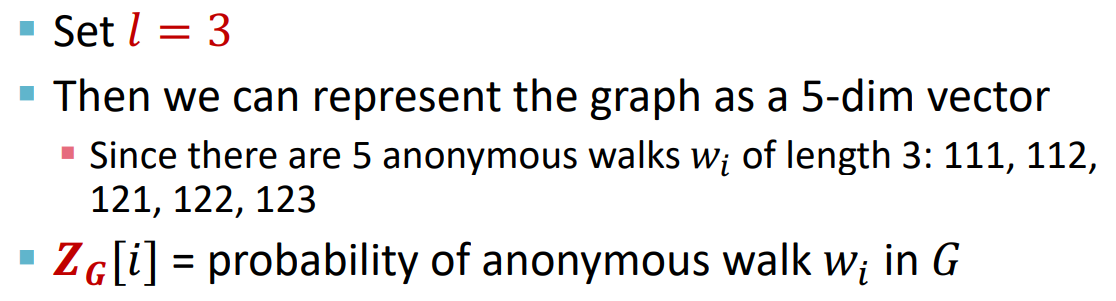 Set l = 3
Then we can represent the graph as a 5-dim vector
Since there are 5 anonymous walks wᵢ of length 3: 111, 112,
121, 122, 123
Z_G[i] = probability of anonymous walk wᵢ in G